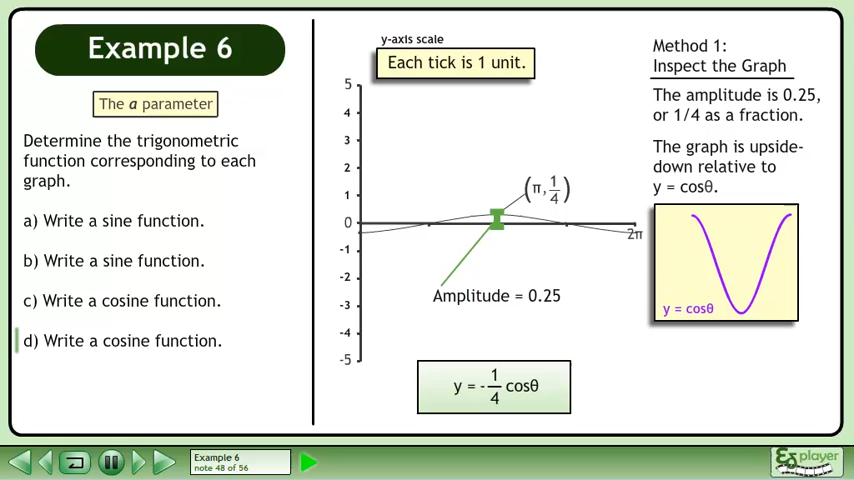 Example 6
The a parameter
Determine the trigonometric
function corresponding to each
graph.
a) Write a sine function.
b) Write a sine function.
c) Write a cosine function.
d) Write a cosine function.
y-axis scale
Each tick is 1 unit.
5
4
3
2
1
0
-1
-2
-3
-4
-5
(π, 1/4)
2π
Amplitude = 0.25
y = -1/4 cosθ
Method 1:
Inspect the Graph
The amplitude is 0.25,
or 1/4 as a fraction.
The graph is upside-
down relative to
y = cosθ.
y = cosθ
Example 6
note 48 of 56
player